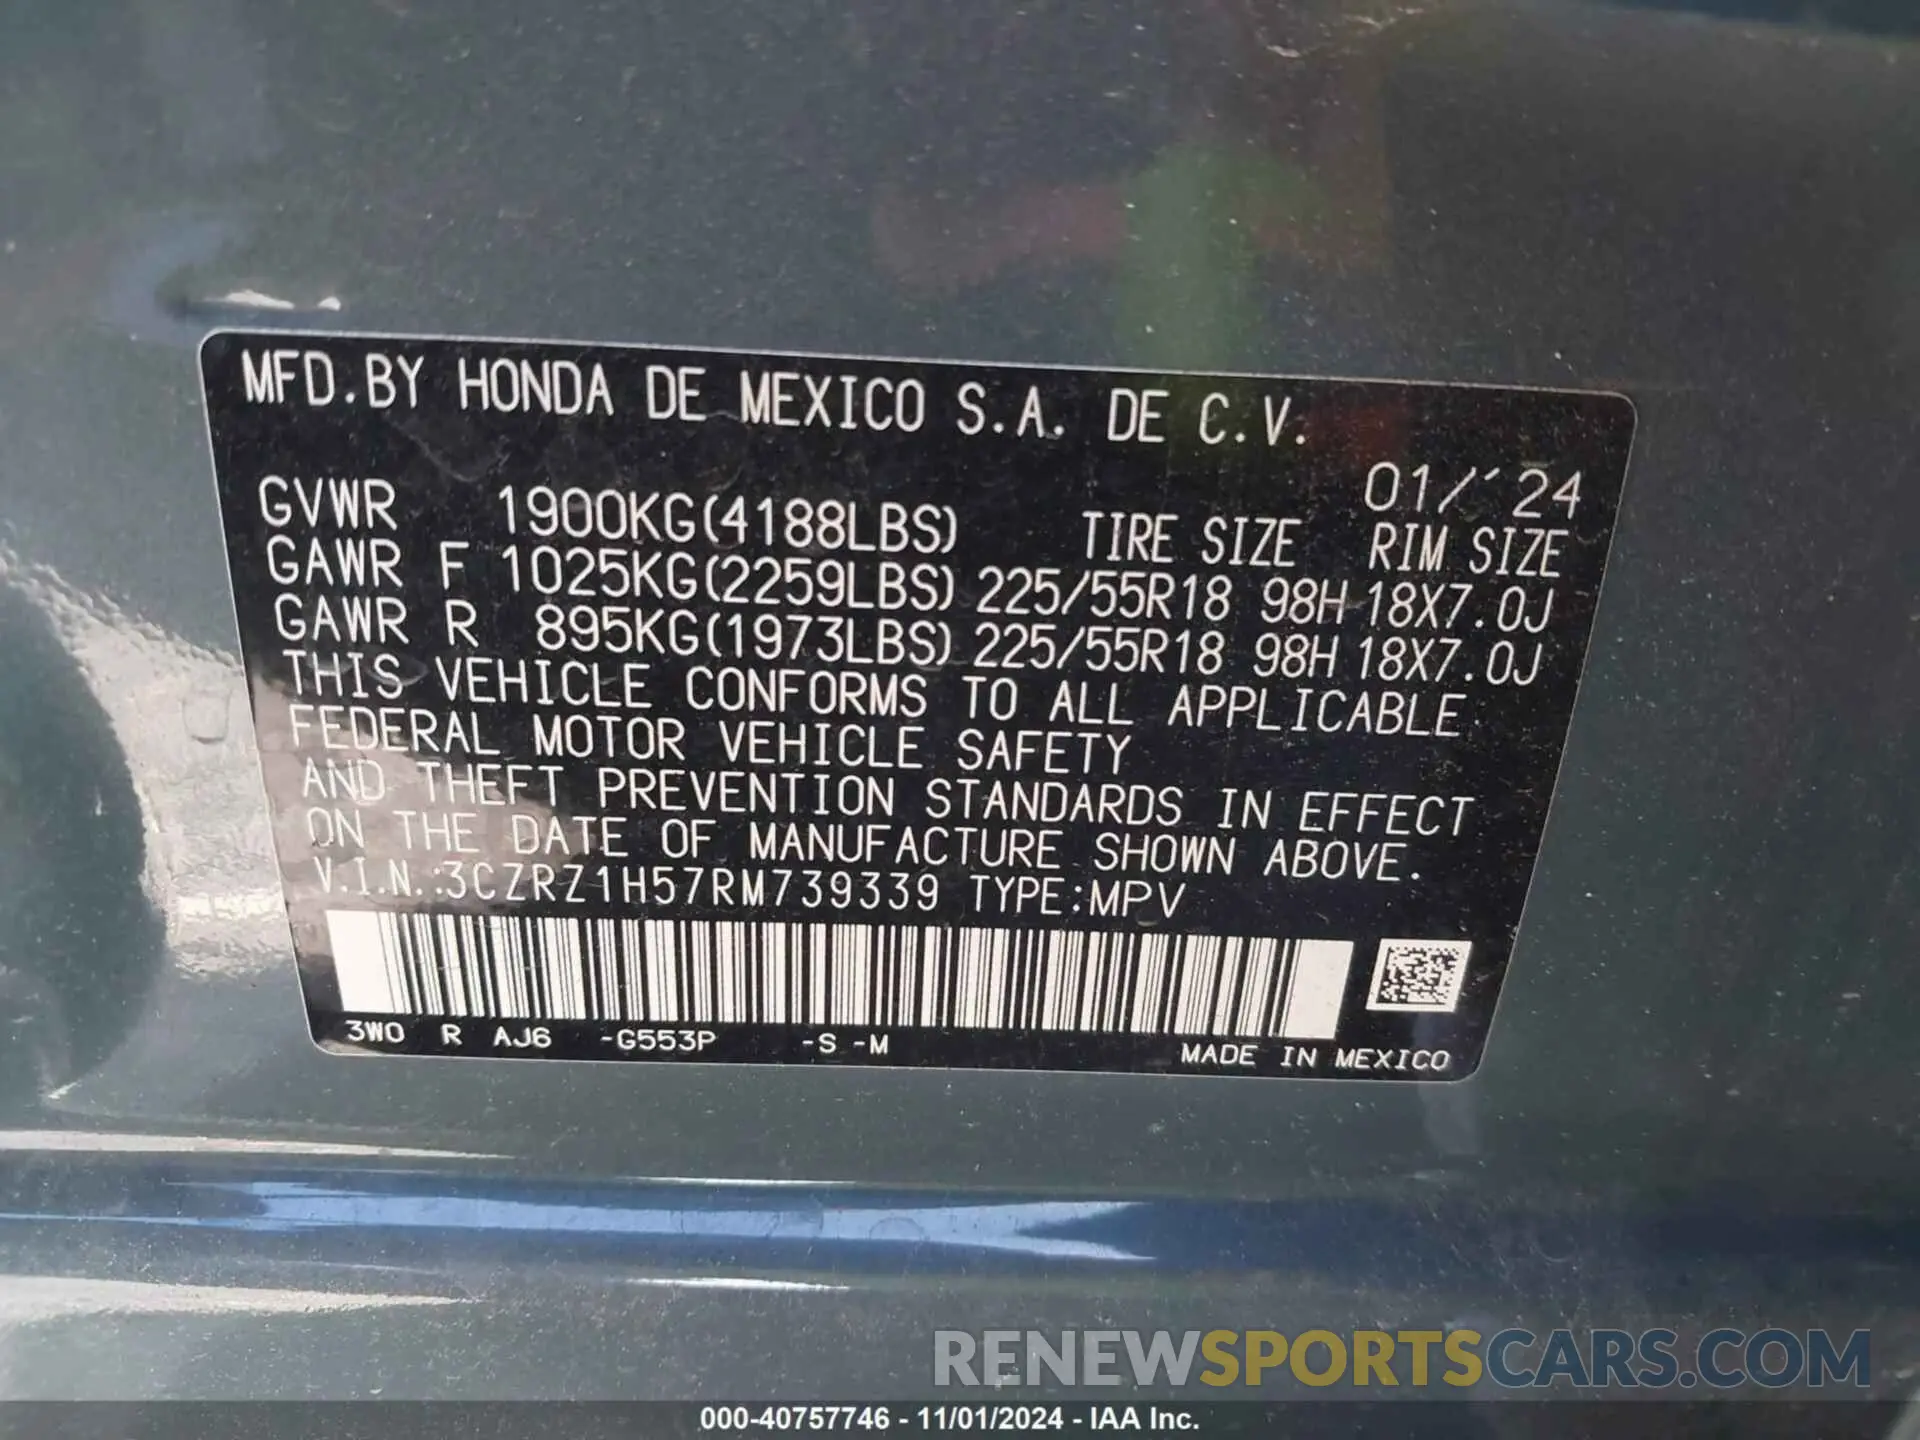 MFD.BY HONDA DE MEXICO S.A. DE C.V.
01/'24
GVWR 1900KG(4188LBS) TIRE SIZE RIM SIZE
GAWR F 1025KG(2259LBS) 225/55R18 98H 18X7.0J
GAWR R 895KG(1973LBS) 225/55R18 98H 18X7.0J
THIS VEHICLE CONFORMS TO ALL APPLICABLE
FEDERAL MOTOR VEHICLE SAFETY
AND THEFT PREVENTION STANDARDS IN EFFECT
ON THE DATE OF MANUFACTURE SHOWN ABOVE.
V.I.N.:3CZRZ1H57RM739339 TYPE:MPV
3W0 R AJ6 -G553P -S -M
MADE IN MEXICO
RENEWSPORTSCARS.COM
000-40757746 - 11/01/2024 - IAA Inc.